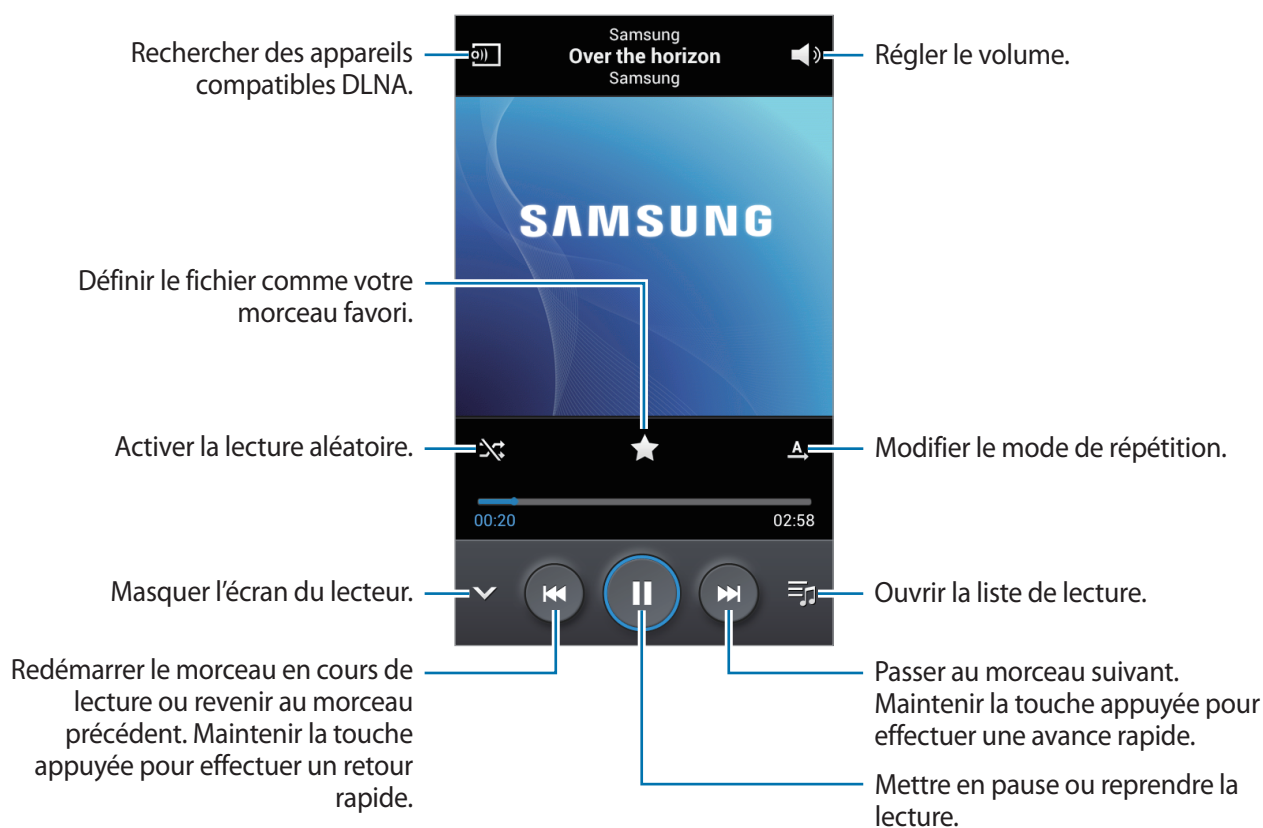 Rechercher des appareils
compatibles DLNA.
Samsung
Over the horizon
Samsung
Régler le volume.
SAMSUNG
Définir le fichier comme votre
morceau favori.
Activer la lecture aléatoire.
A
Modifier le mode de répétition.
00:20
02:58
Masquer l’écran du lecteur.
Ouvrir la liste de lecture.
Redémarrer le morceau en cours de
lecture ou revenir au morceau
précédent. Maintenir la touche
appuyée pour effectuer un retour
rapide.
Passer au morceau suivant.
Maintenir la touche appuyée pour
effectuer une avance rapide.
Mettre en pause ou reprendre la
lecture.